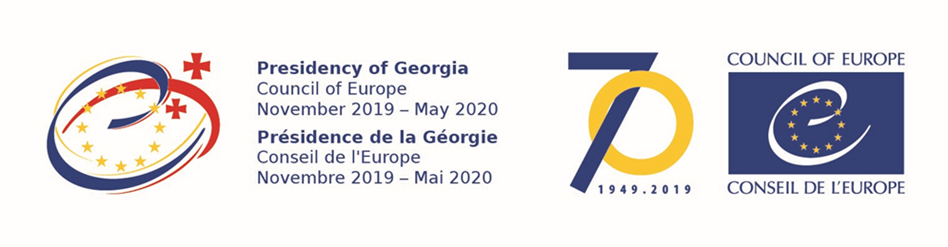 Presidency of Georgia
Council of Europe
November 2019 – May 2020
Présidence de la Géorgie
Conseil de l'Europe
Novembre 2019 – Mai 2020
70
1949.2019
COUNCIL OF EUROPE
CONSEIL DE L'EUROPE